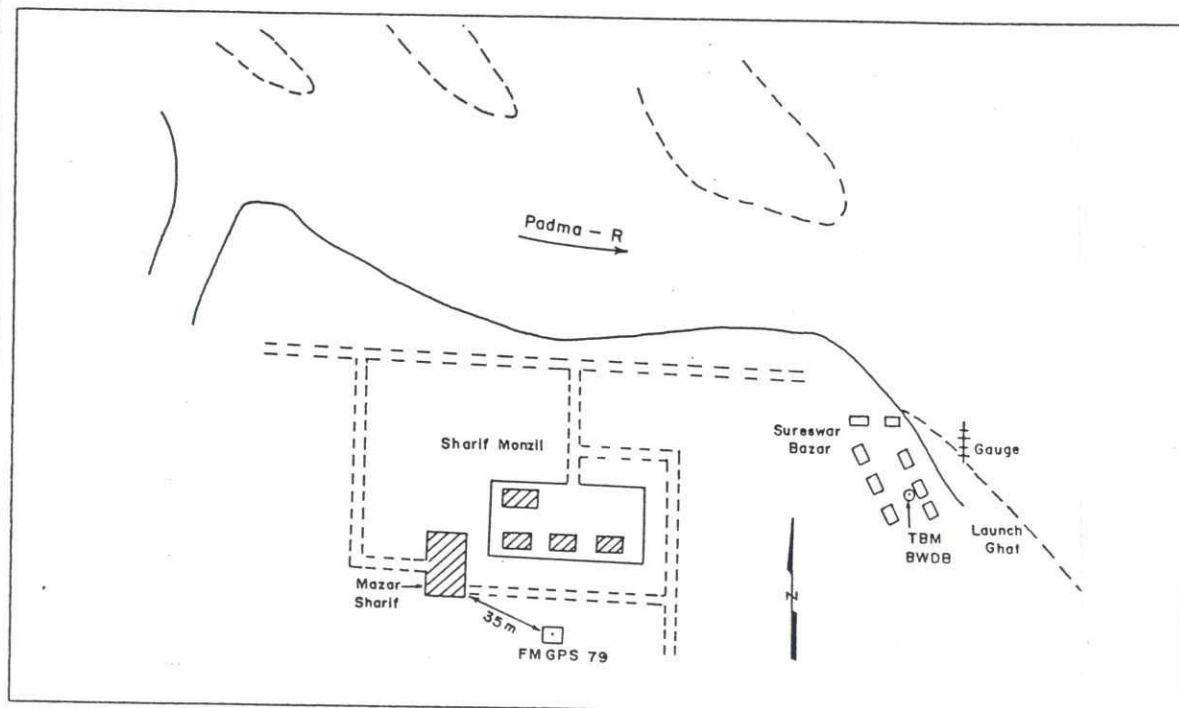 Padma – R
Sharif Monzil
Sureswar
Bazar
Gauge
TBM
BWDB
Launch
Ghat
Mazar
Sharif
35m
FM GPS 79
N